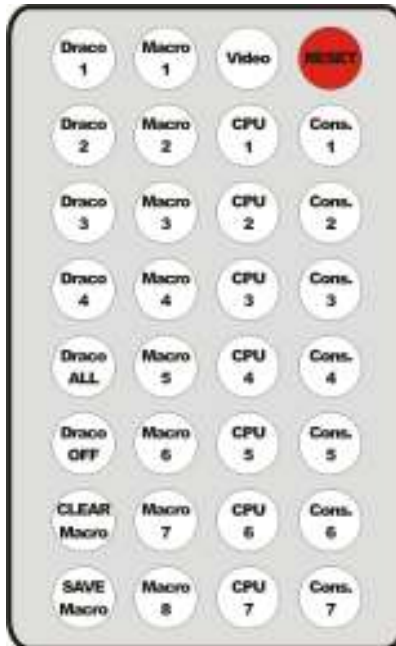 Draco Macro Video RESET
1 1
Draco Macro CPU Cons.
2 2 1 1
Draco Macro CPU Cons.
3 3 2 2
Draco Macro CPU Cons.
4 4 3 3
Draco Macro CPU Cons.
ALL 5 4 4
Draco Macro CPU Cons.
OFF 6 5 5
CLEAR Macro CPU Cons.
Macro 7 6 6
SAVE Macro CPU Cons.
Macro 8 7 7